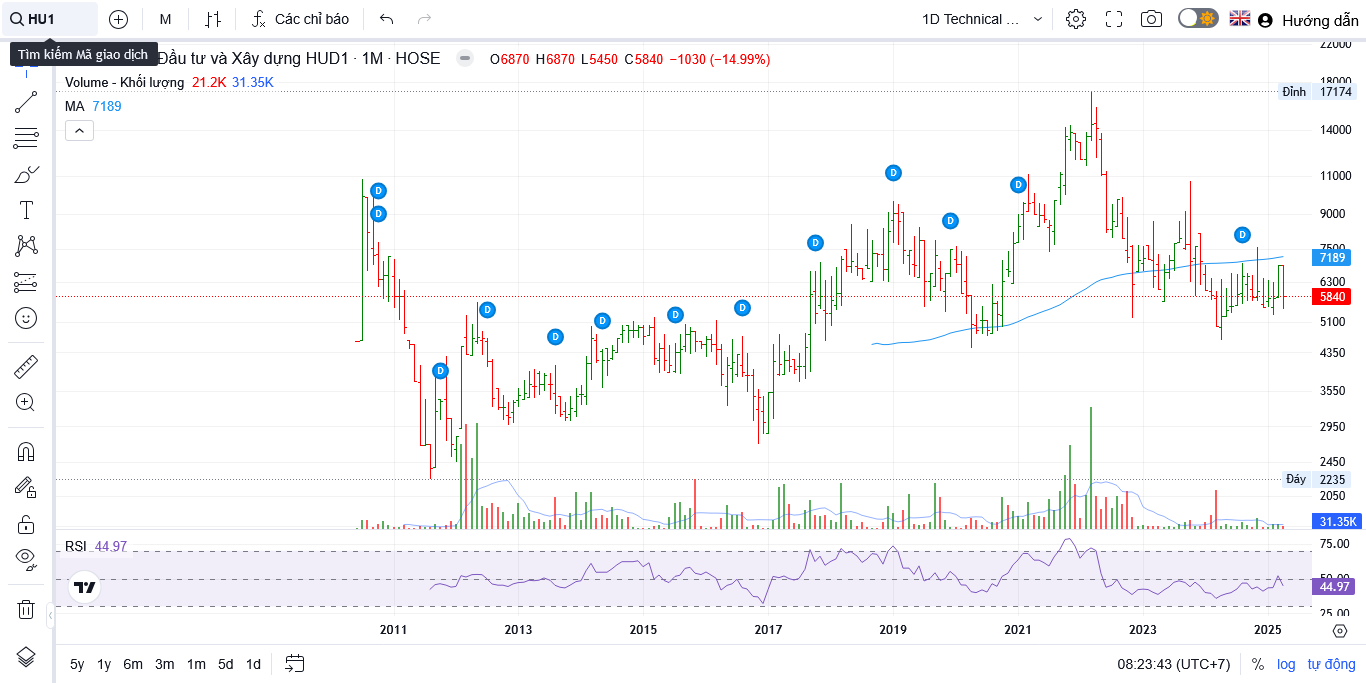 HU1 M Các chỉ báo 1D Technical ... Hướng dẫn
Tìm kiếm Mã giao dịch
Đầu tư và Xây dựng HUD1 · 1M · HOSE O6870 H6870 L5450 C5840 −1030 (−14.99%)
Volume - Khối lượng 21.2K 31.35K
MA 7189
22000
18000
Đỉnh 17174
14000
11000
9000
7500
7189
6300
5840
5100
4350
3550
2950
2450
Đáy 2235
2050
31.35K
RSI 44.97
75.00
50.00
44.97
25.00
D
D
D
D
D
D
D
D
D
D
D
D
D
2011 2013 2015 2017 2019 2021 2023 2025
5y 1y 6m 3m 1m 5d 1d 08:23:43 (UTC+7) % log tự động